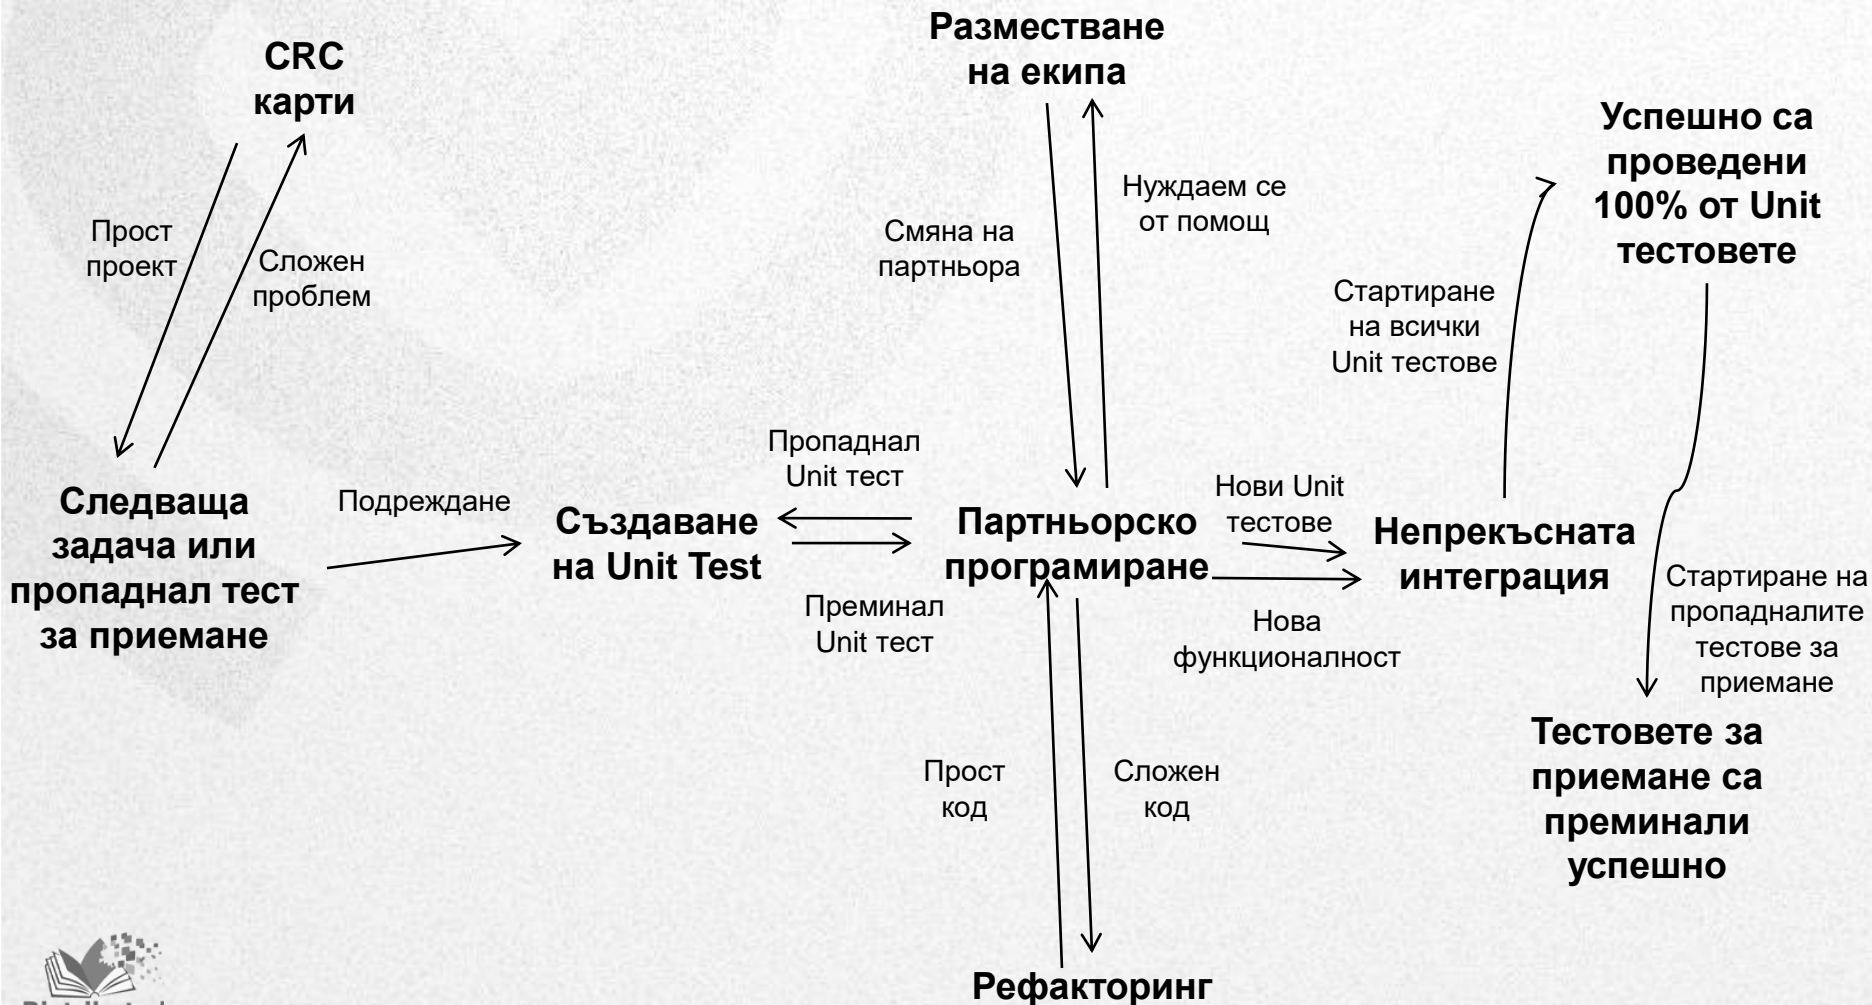 CRC
карти
Разместване
на екипа
Успешно са
проведени
100% от Unit
тестовете
Прост
проект
Сложен
проблем
Смяна на
партньора
Нуждаем се
от помощ
Стартиране
на всички
Unit тестове
Следваща
задача или
пропаднал тест
за приемане
Подреждане
Създаване
на Unit Test
Пропаднал
Unit тест
Преминал
Unit тест
Партньорско
програмиране
Нови Unit
тестове
Нова
функционалност
Непрекъсната
интеграция
Стартиране на
пропадналите
тестове за
приемане
Тестовете за
приемане са
преминали
успешно
Прост
код
Сложен
код
Рефакторинг